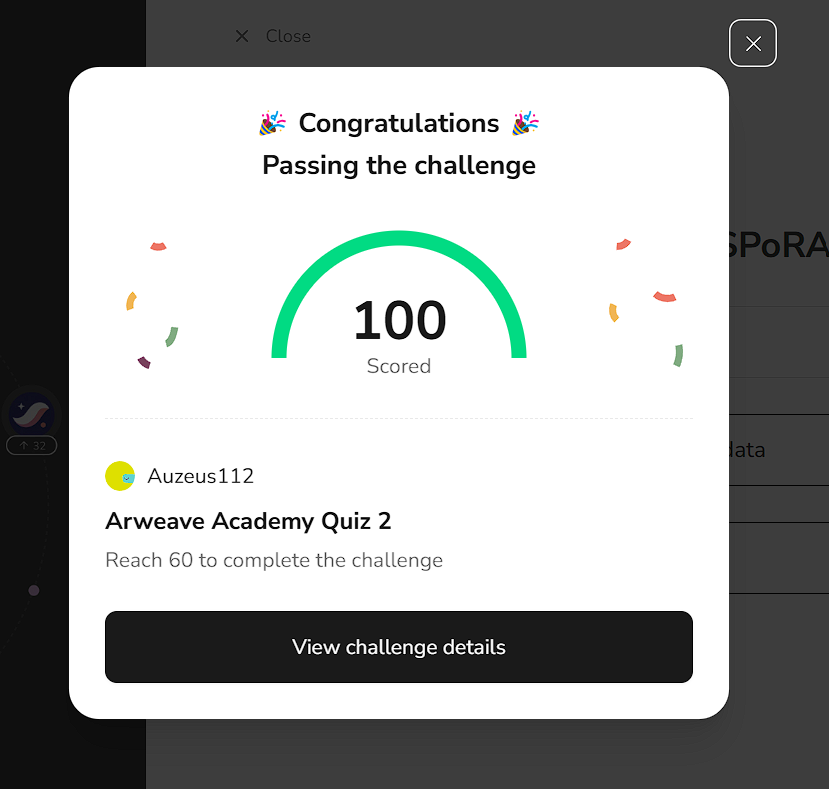 Close
Congratulations
Passing the challenge
SPoRA
100
Scored
32
data
Auzeus112
Arweave Academy Quiz 2
Reach 60 to complete the challenge
View challenge details